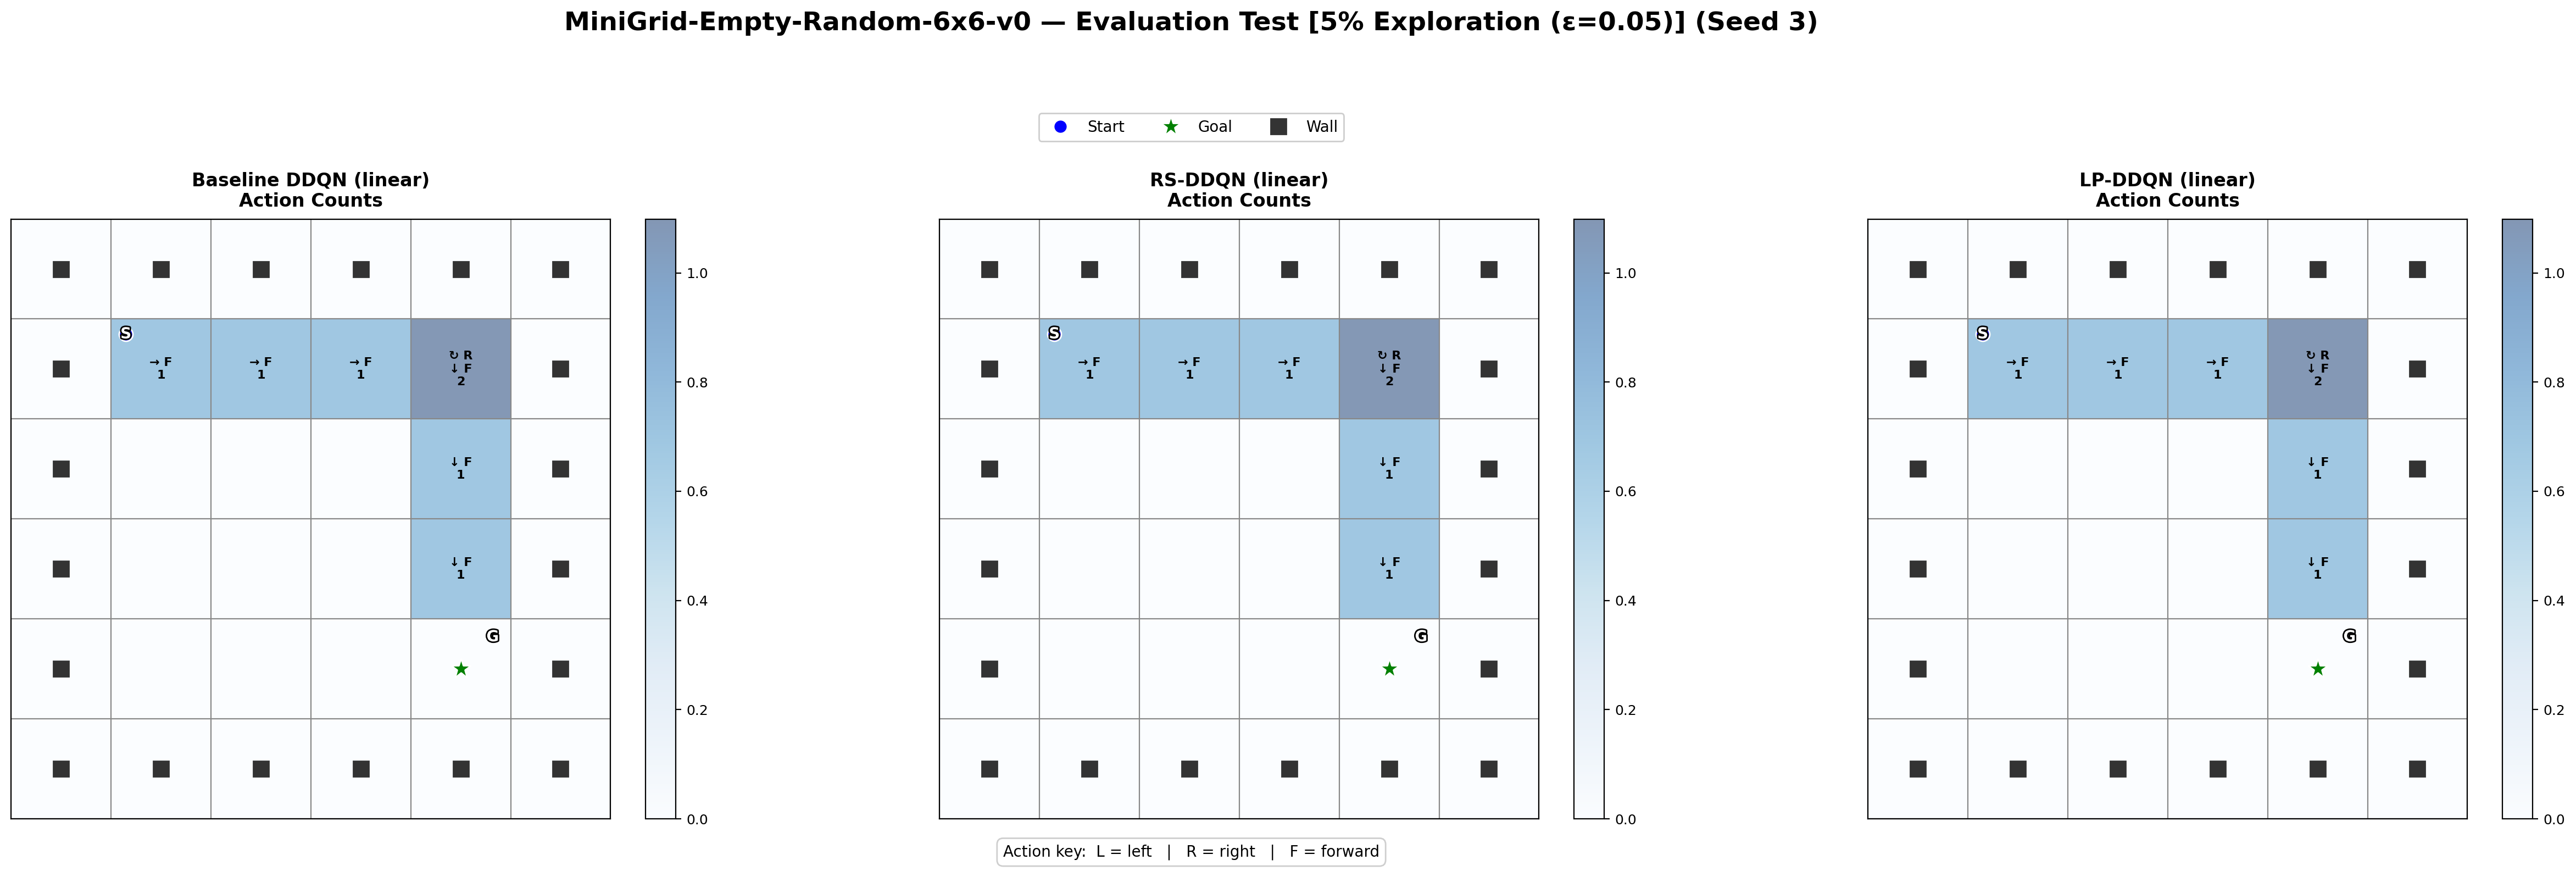 MiniGrid-Empty-Random-6x6-v0 — Evaluation Test [5% Exploration (ε=0.05)] (Seed 3)
Start
Goal
Wall
Baseline DDQN (linear)
Action Counts
S
→ F
1
→ F
1
→ F
1
↻ R
↓ F
2
↓ F
1
↓ F
1
G
1.0
0.8
0.6
0.4
0.2
0.0
RS-DDQN (linear)
Action Counts
S
→ F
1
→ F
1
→ F
1
↻ R
↓ F
2
↓ F
1
↓ F
1
G
1.0
0.8
0.6
0.4
0.2
0.0
LP-DDQN (linear)
Action Counts
S
→ F
1
→ F
1
→ F
1
↻ R
↓ F
2
↓ F
1
↓ F
1
G
1.0
0.8
0.6
0.4
0.2
0.0
Action key: L = left | R = right | F = forward